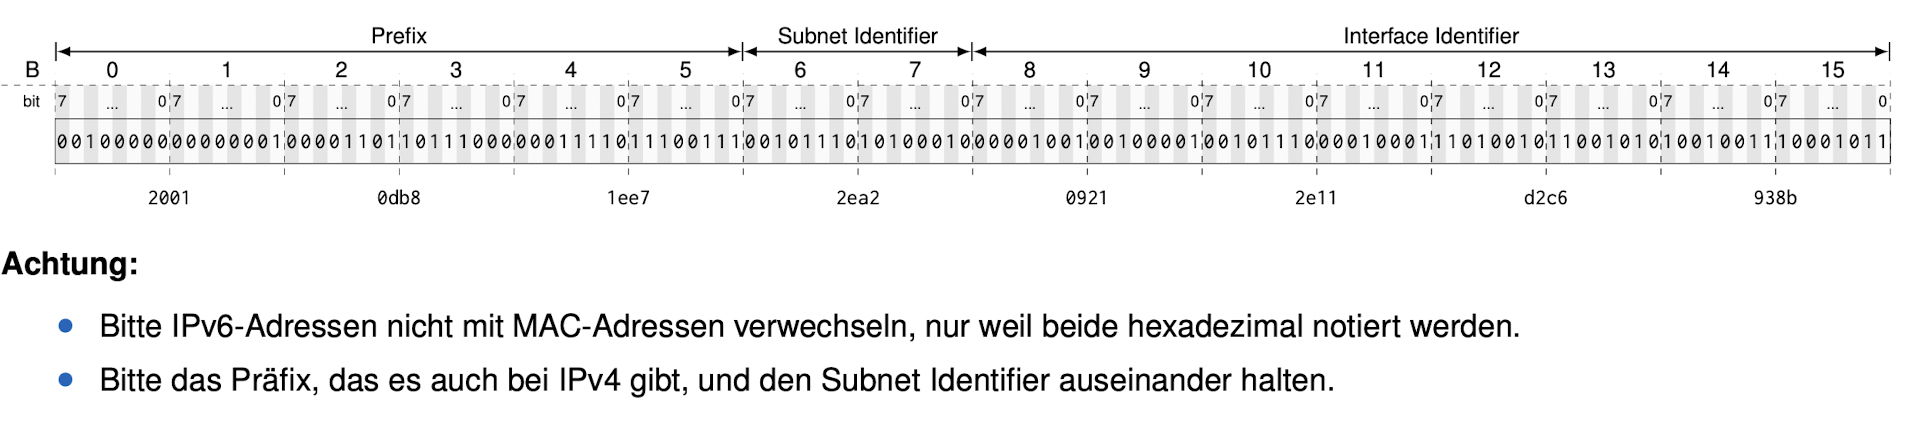 Prefix Subnet Identifier Interface Identifier
B 0 1 2 3 4 5 6 7 8 9 10 11 12 13 14 15
bit 7 ... 0 7 ... 0 7 ... 0 7 ... 0 7 ... 0 7 ... 0 7 ... 0 7 ... 0 7 ... 0 7 ... 0 7 ... 0 7 ... 0 7 ... 0 7 ... 0 7 ... 0 7 ... 0
00100000 00000001 00001101 10111000 00011110 11100111 00101110 10100010 00001001 00100001 00101110 00010001 11010010 11001010 10010011 10001011
2001 0db8 1ee7 2ea2 0921 2e11 d2c6 938b
Achtung:
• Bitte IPv6-Adressen nicht mit MAC-Adressen verwechseln, nur weil beide hexadezimal notiert werden.
• Bitte das Präfix, das es auch bei IPv4 gibt, und den Subnet Identifier auseinander halten.